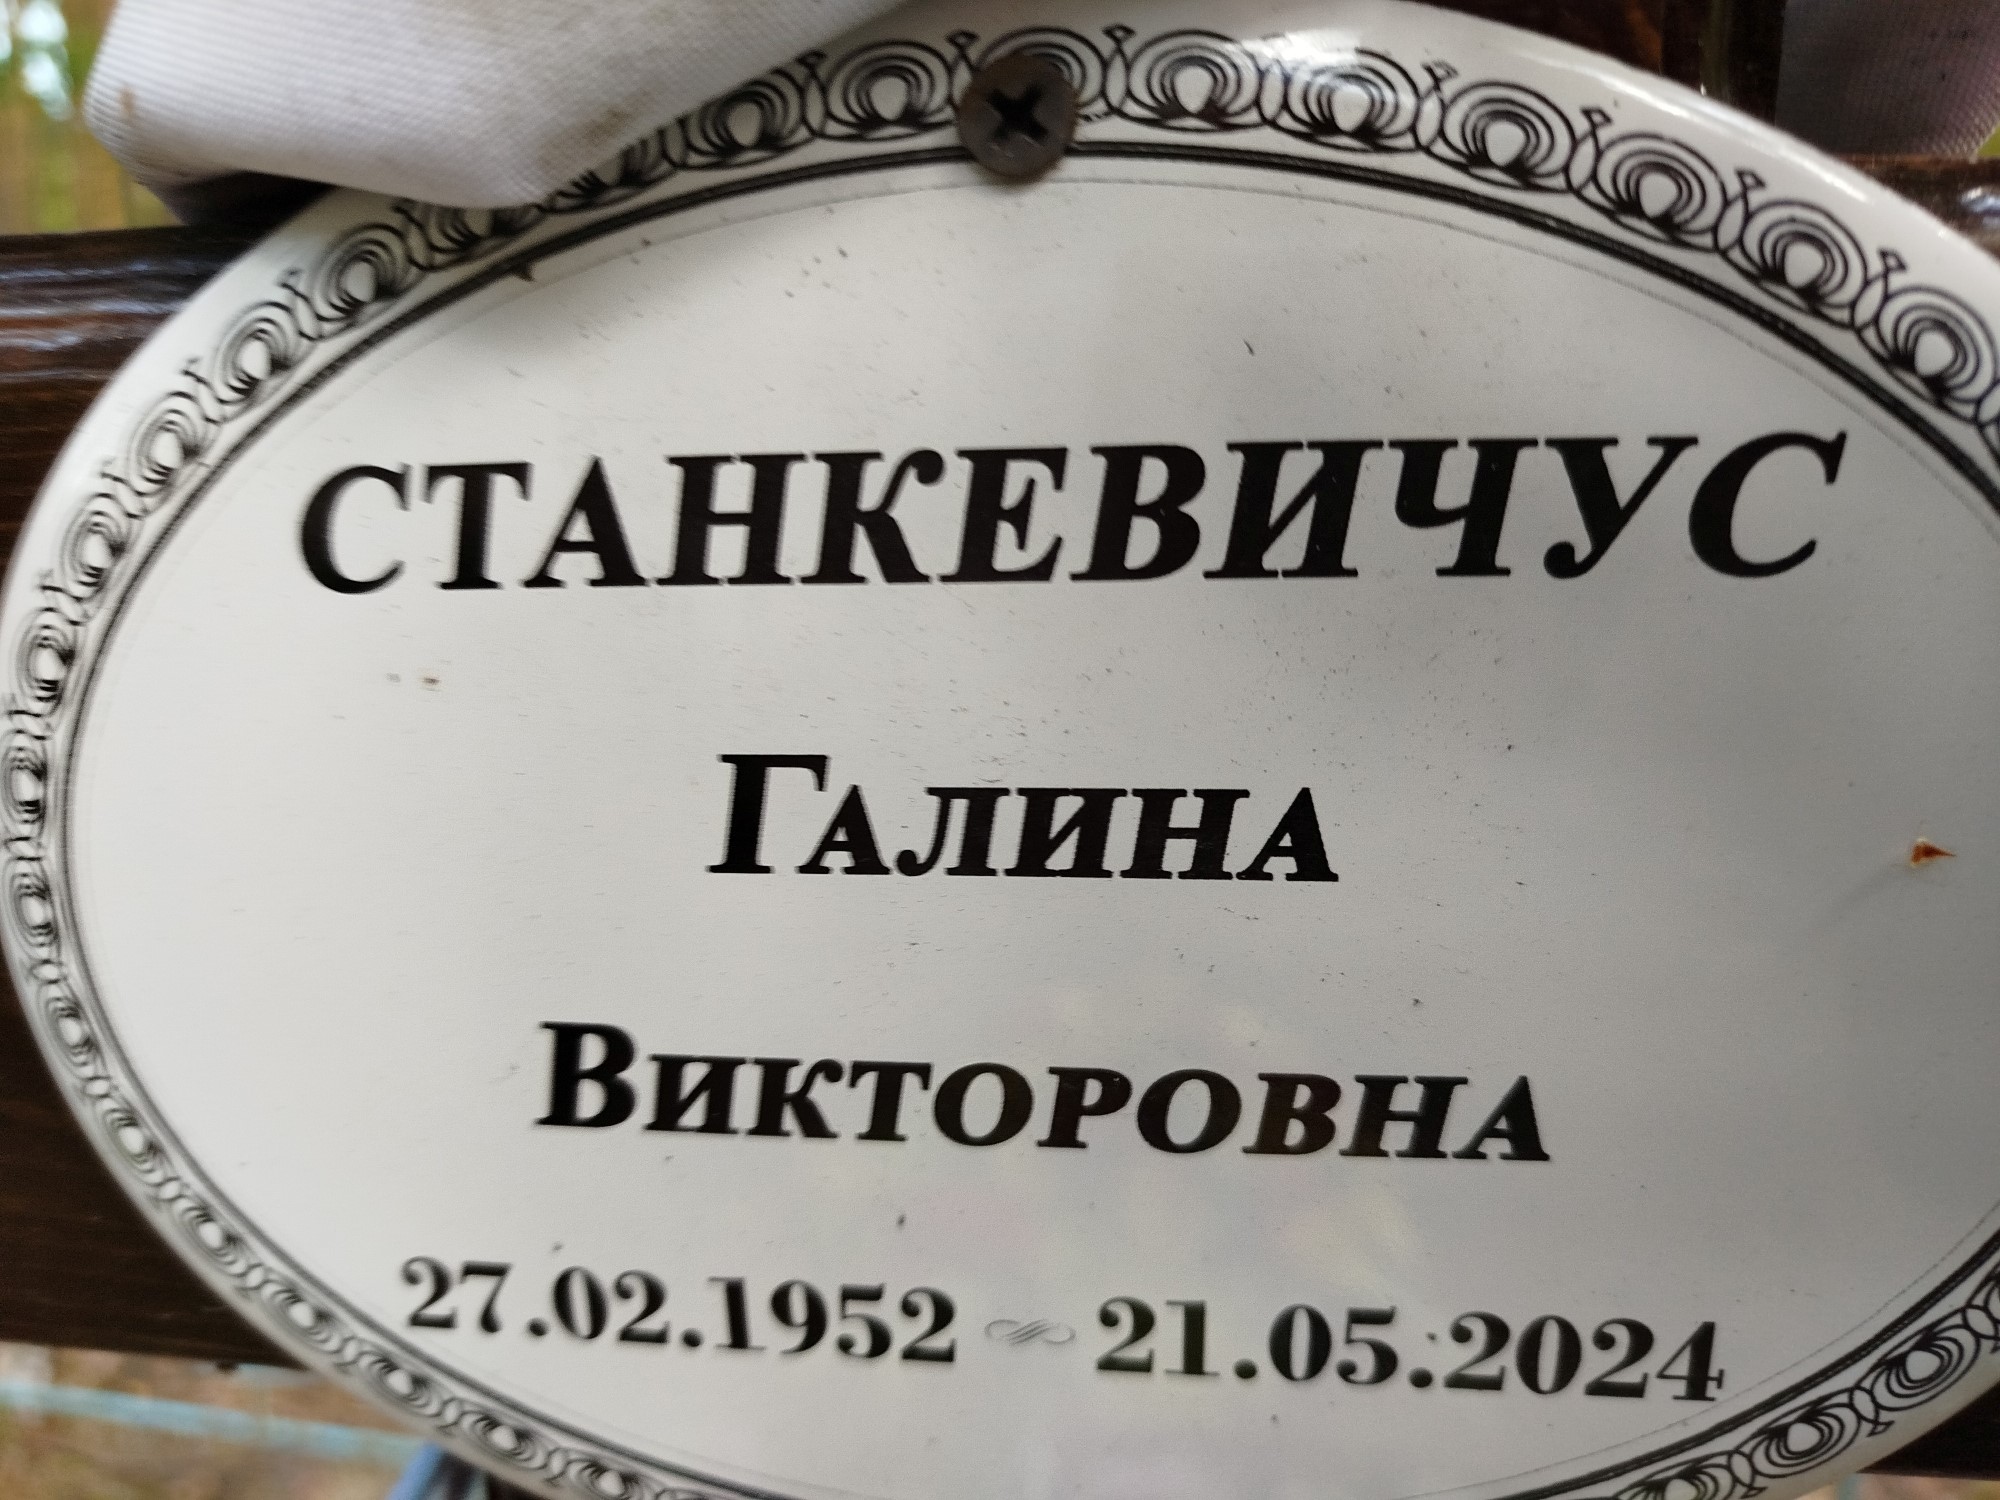 СТАНКЕВИЧУС
Галина
Викторовна
27.02.1952 ~ 21.05.2024